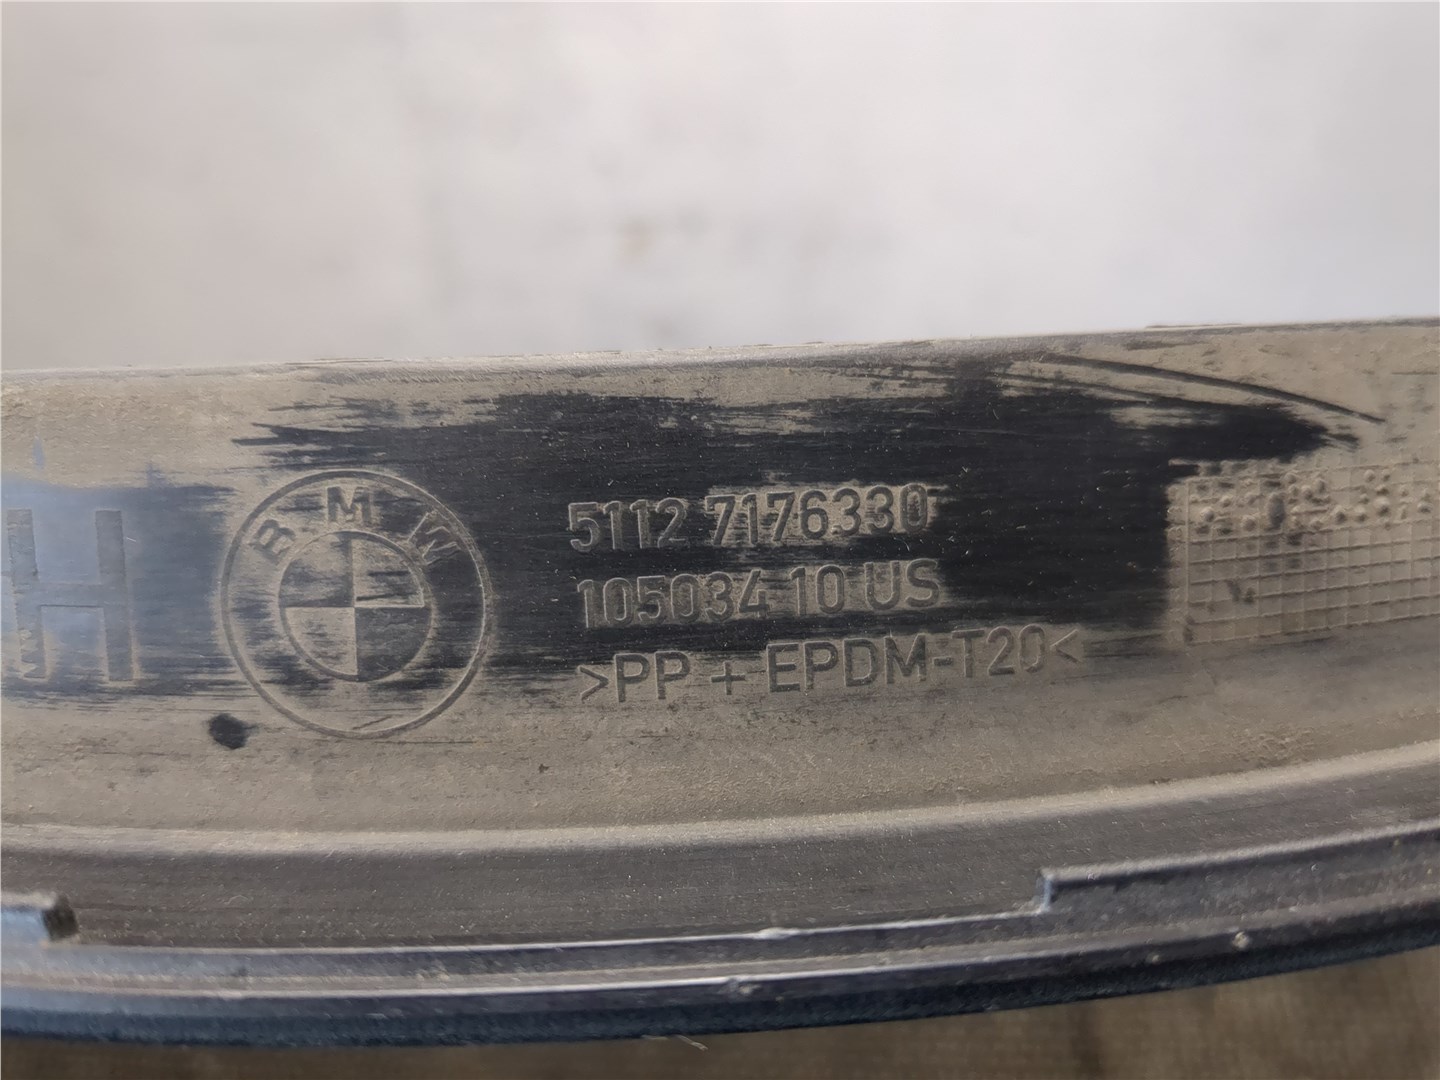 H
BMW
5112 7176330
105034 10 US
>PP + EPDM-T20<